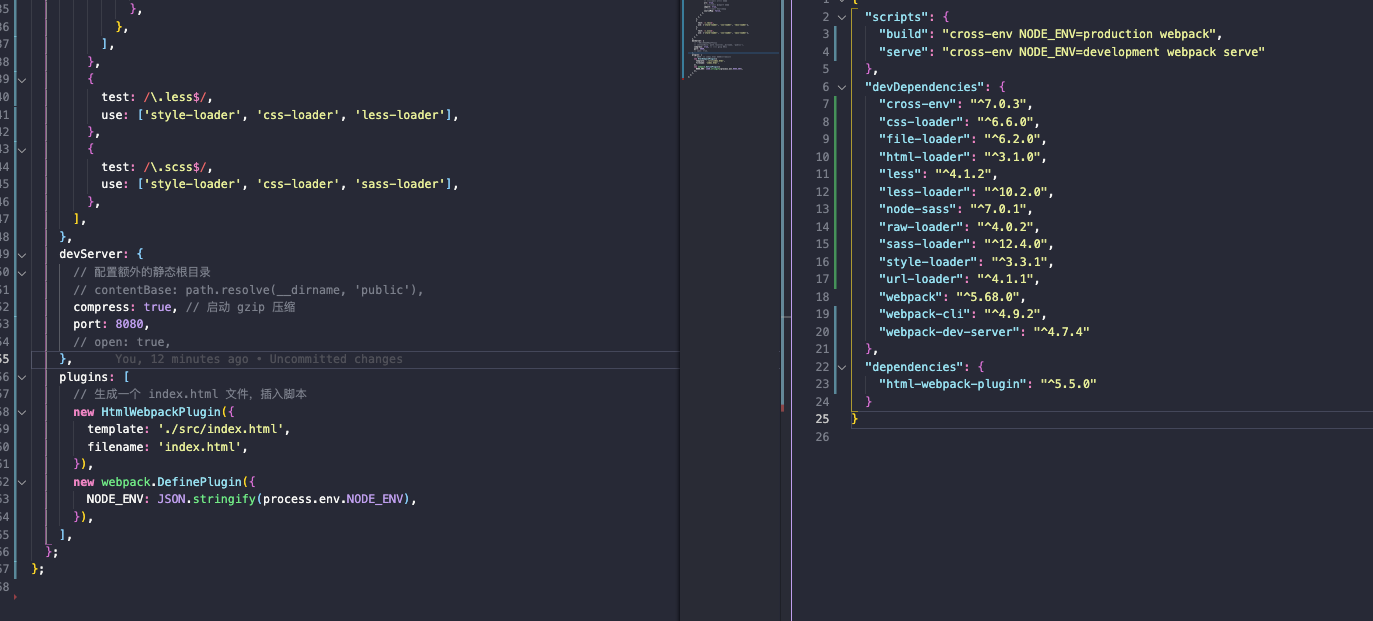 35 },
36 },
37 ],
38 },
39 {
40 test: /\.less$/,
41 use: ['style-loader', 'css-loader', 'less-loader'],
42 },
43 {
44 test: /\.scss$/,
45 use: ['style-loader', 'css-loader', 'sass-loader'],
46 },
47 ],
48 },
49 devServer: {
50 // 配置额外的静态根目录
51 // contentBase: path.resolve(__dirname, 'public'),
52 compress: true, // 启动 gzip 压缩
53 port: 8080,
54 // open: true,
55 }, You, 12 minutes ago • Uncommitted changes
56 plugins: [
57 // 生成一个 index.html 文件，插入脚本
58 new HtmlWebpackPlugin({
59 template: './src/index.html',
60 filename: 'index.html',
61 }),
62 new webpack.DefinePlugin({
63 NODE_ENV: JSON.stringify(process.env.NODE_ENV),
64 }),
65 ],
66 };
67 };
68
1 {
2 "scripts": {
3 "build": "cross-env NODE_ENV=production webpack",
4 "serve": "cross-env NODE_ENV=development webpack serve"
5 },
6 "devDependencies": {
7 "cross-env": "^7.0.3",
8 "css-loader": "^6.6.0",
9 "file-loader": "^6.2.0",
10 "html-loader": "^3.1.0",
11 "less": "^4.1.2",
12 "less-loader": "^10.2.0",
13 "node-sass": "^7.0.1",
14 "raw-loader": "^4.0.2",
15 "sass-loader": "^12.4.0",
16 "style-loader": "^3.3.1",
17 "url-loader": "^4.1.1",
18 "webpack": "^5.68.0",
19 "webpack-cli": "^4.9.2",
20 "webpack-dev-server": "^4.7.4"
21 },
22 "dependencies": {
23 "html-webpack-plugin": "^5.5.0"
24 }
25 }
26